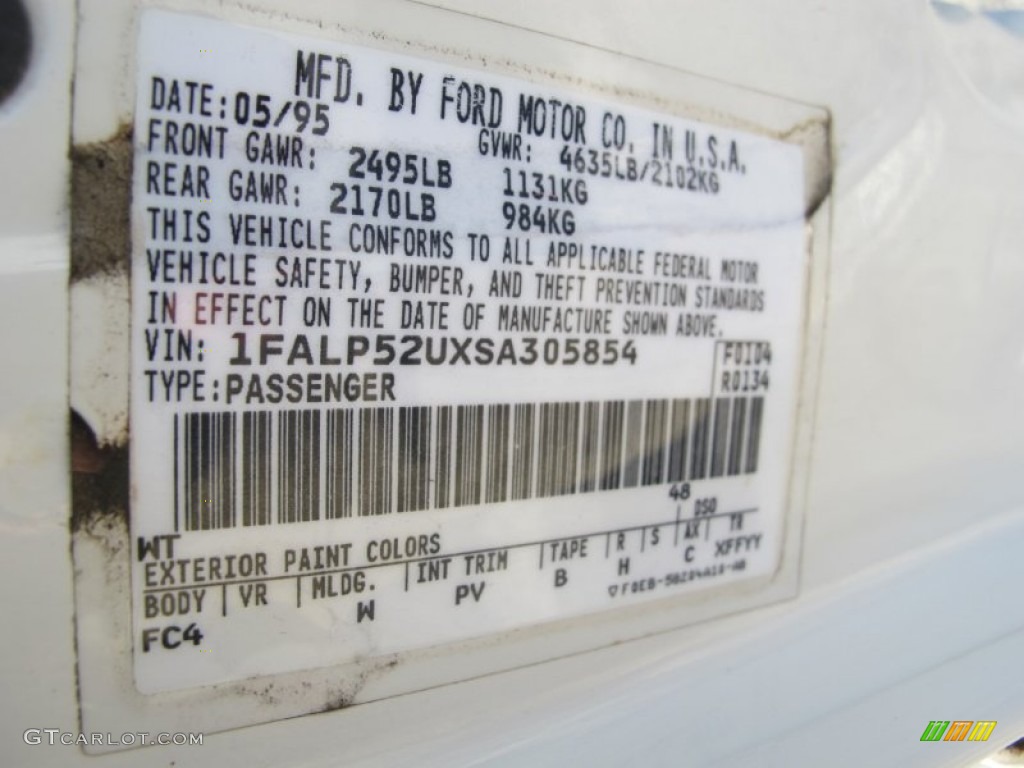 MFD. BY FORD MOTOR CO. IN U.S.A.
DATE: 05/95 GVWR: 4635LB/2102KG
FRONT GAWR: 2495LB 1131KG
REAR GAWR: 2170LB 984KG
THIS VEHICLE CONFORMS TO ALL APPLICABLE FEDERAL MOTOR
VEHICLE SAFETY, BUMPER, AND THEFT PREVENTION STANDARDS
IN EFFECT ON THE DATE OF MANUFACTURE SHOWN ABOVE.
VIN: 1FALP52UXSA305854 F0104
TYPE: PASSENGER R0134
48
WT DSO
EXTERIOR PAINT COLORS
BODY VR MLDG. INT TRIM TAPE R S AX TR
FC4 W PV B H C XFFYY
GTCARLOT.COM